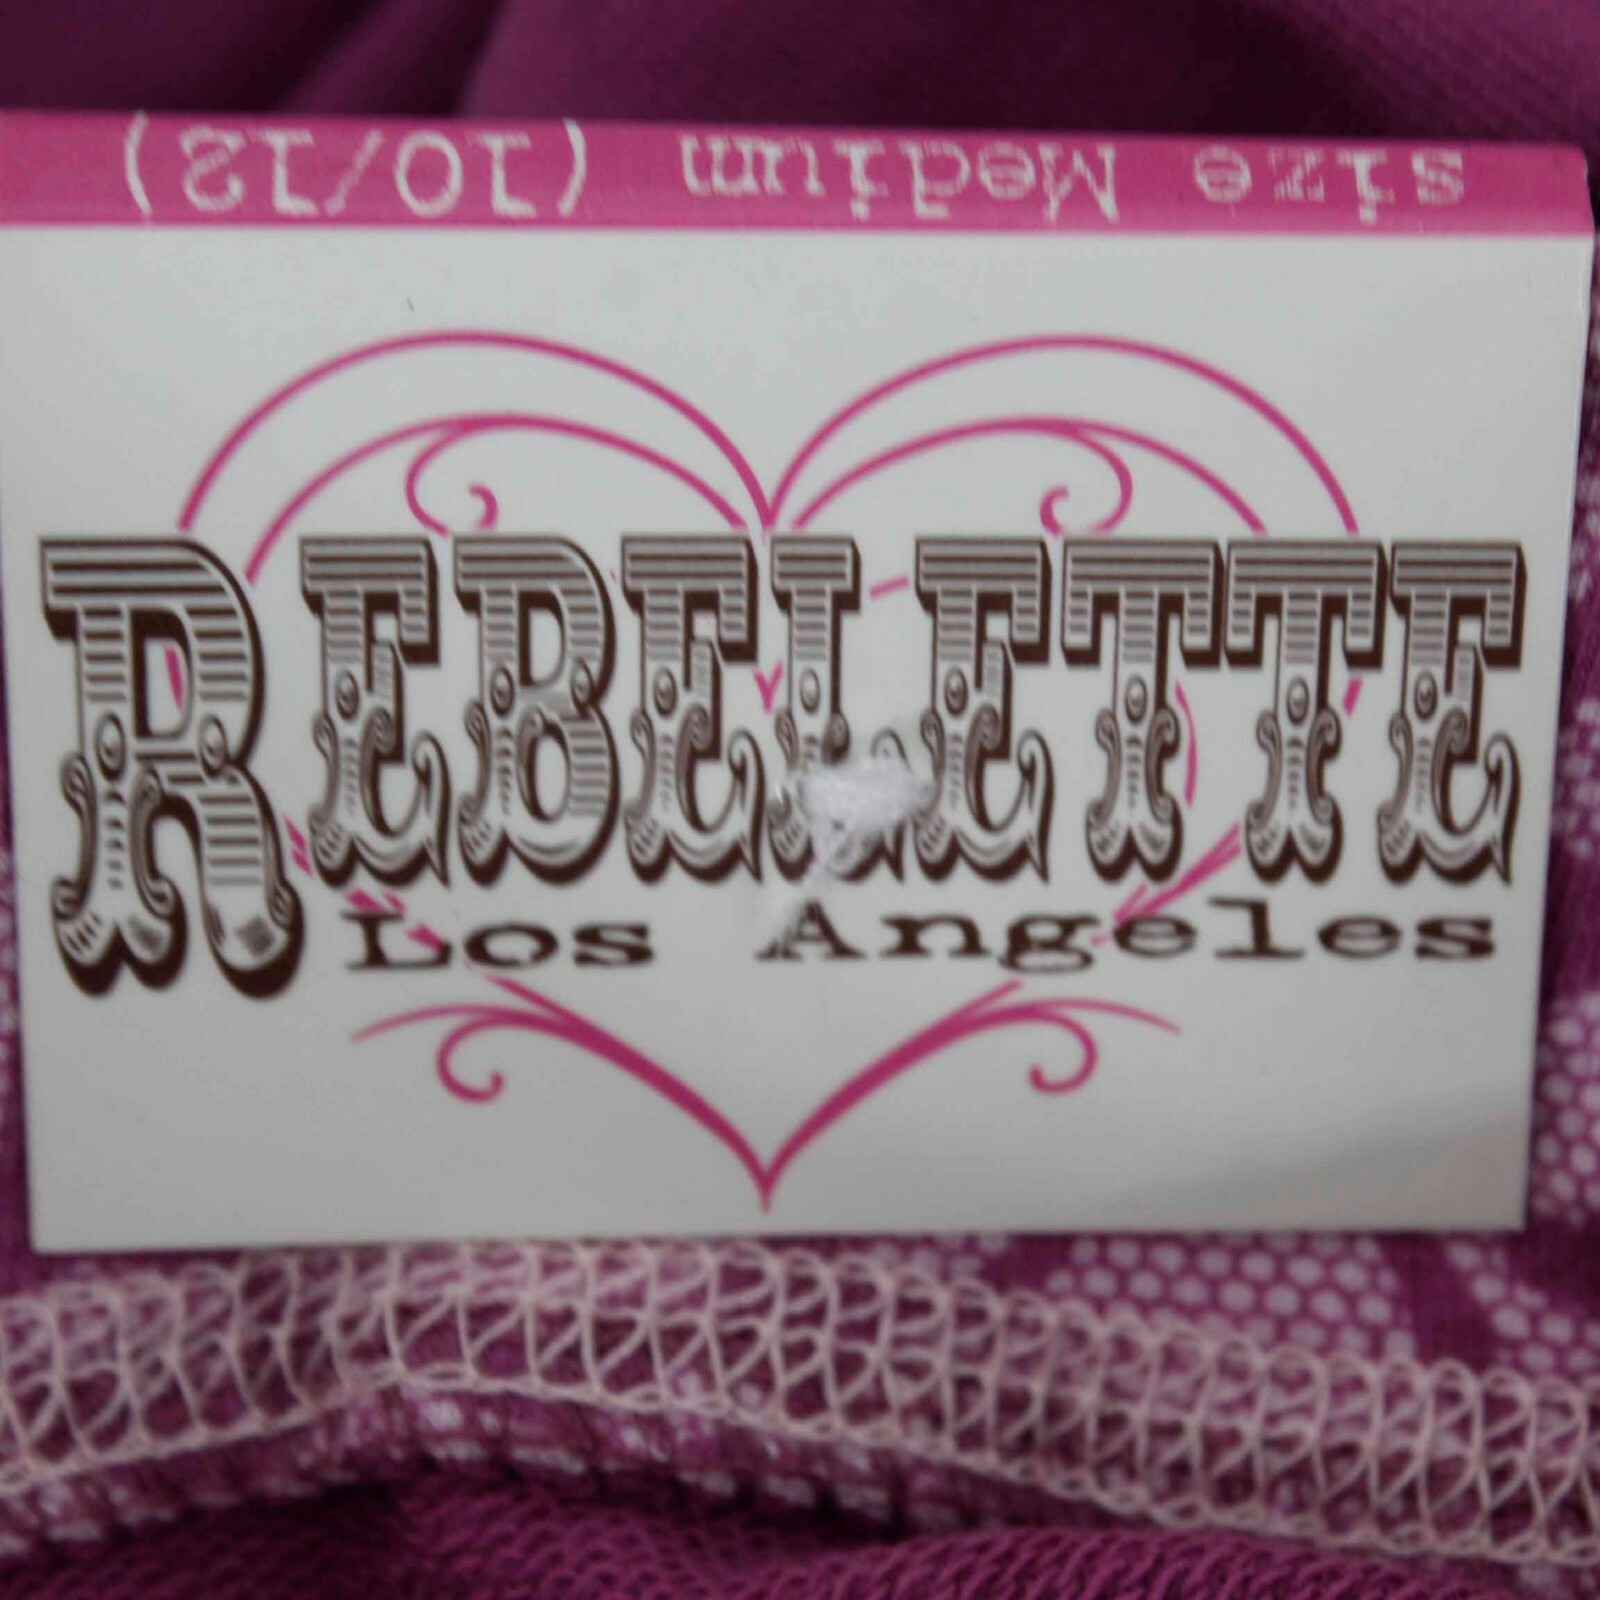 size Medium (10/12)
REBELETTE
Los Angeles